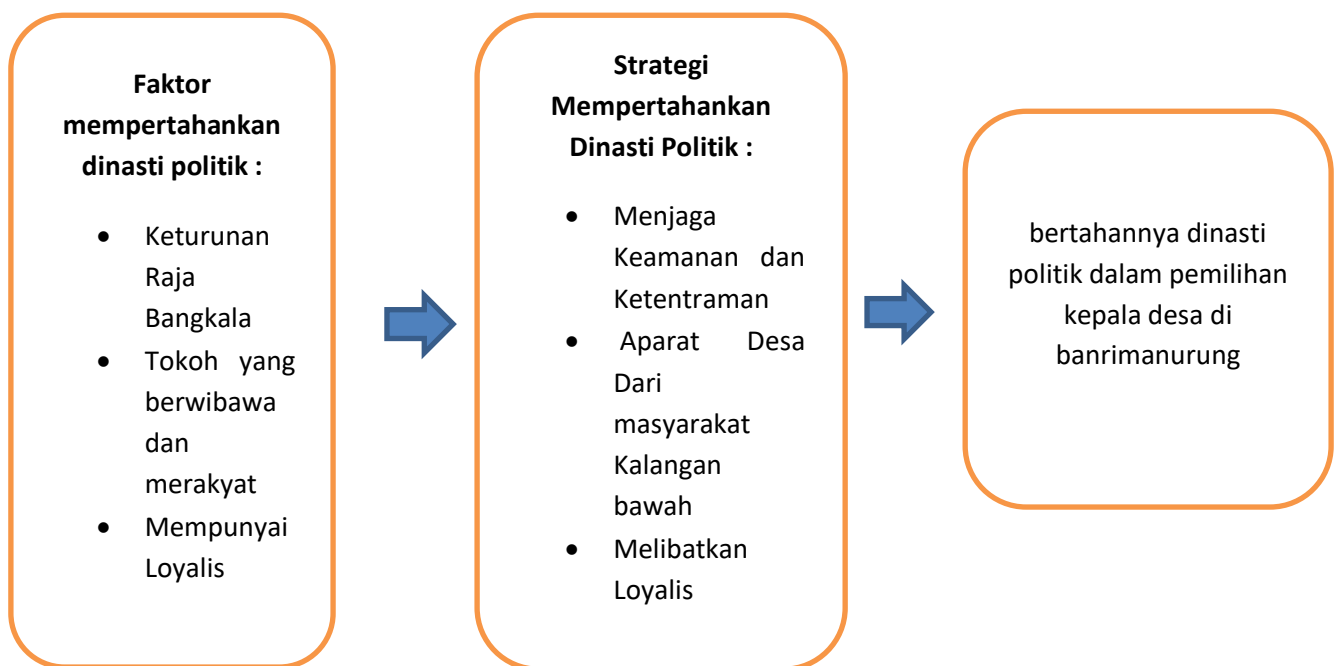 Faktor
mempertahankan
dinasti politik :
• Keturunan
Raja
Bangkala
• Tokoh yang
berwibawa
dan
merakyat
• Mempunyai
Loyalis
Strategi
Mempertahankan
Dinasti Politik :
• Menjaga
Keamanan dan
Ketentraman
• Aparat Desa
Dari
masyarakat
Kalangan
bawah
• Melibatkan
Loyalis
bertahannya dinasti
politik dalam pemilihan
kepala desa di
banrimanurung